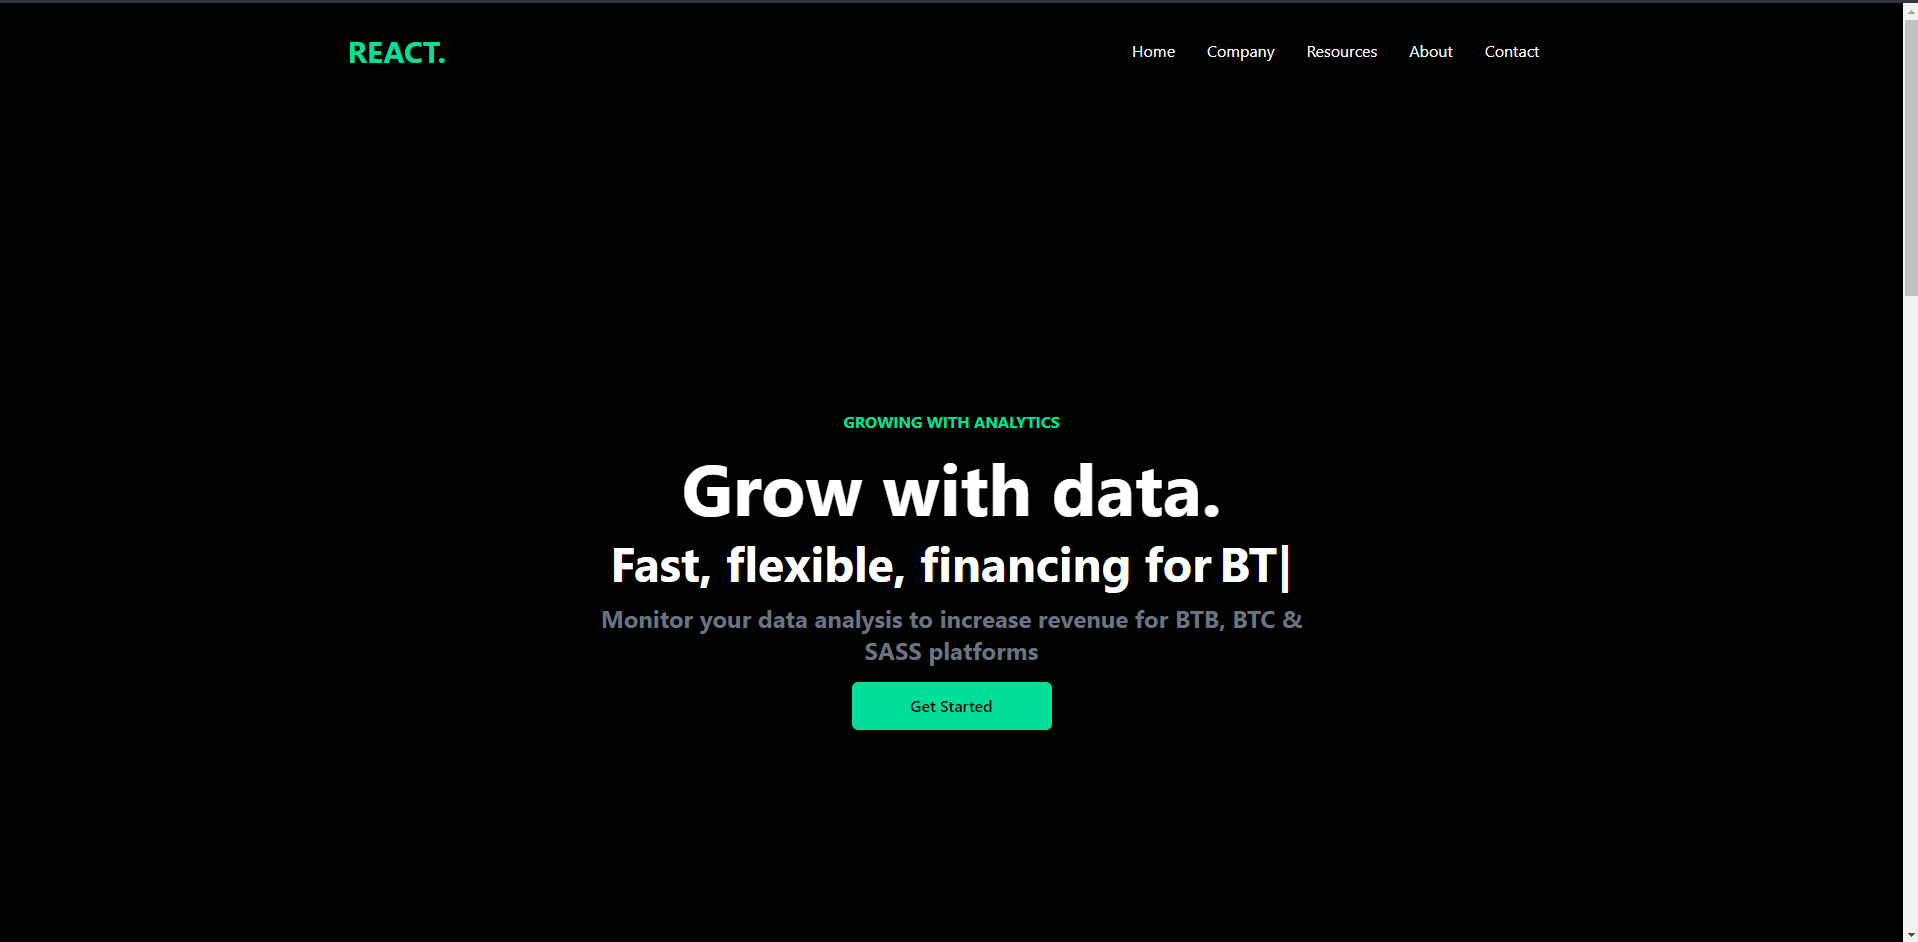 REACT.
Home Company Resources About Contact
GROWING WITH ANALYTICS
Grow with data.
Fast, flexible, financing for BT|
Monitor your data analysis to increase revenue for BTB, BTC &
SASS platforms
Get Started